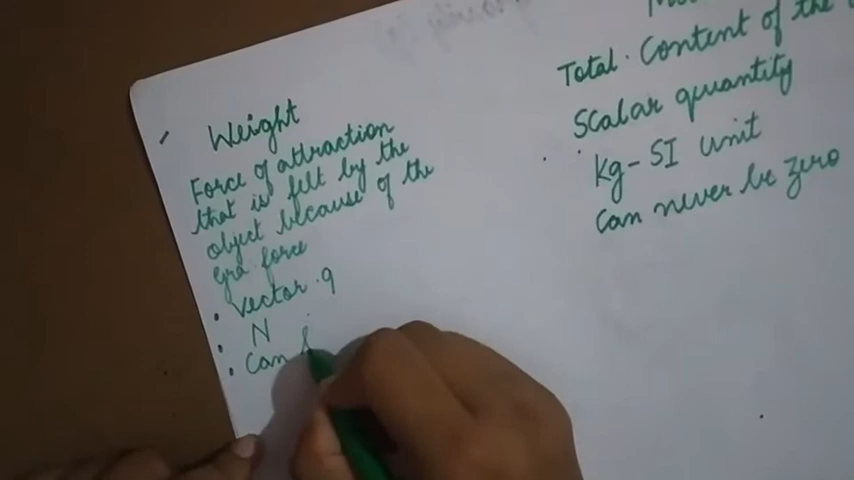 Weight
Force of attraction
that is felt by the
object because of the
gra. force
Vector. q
N
Can
Total. Content of the
Scalar quantity
kg-SI unit
Can never be zero